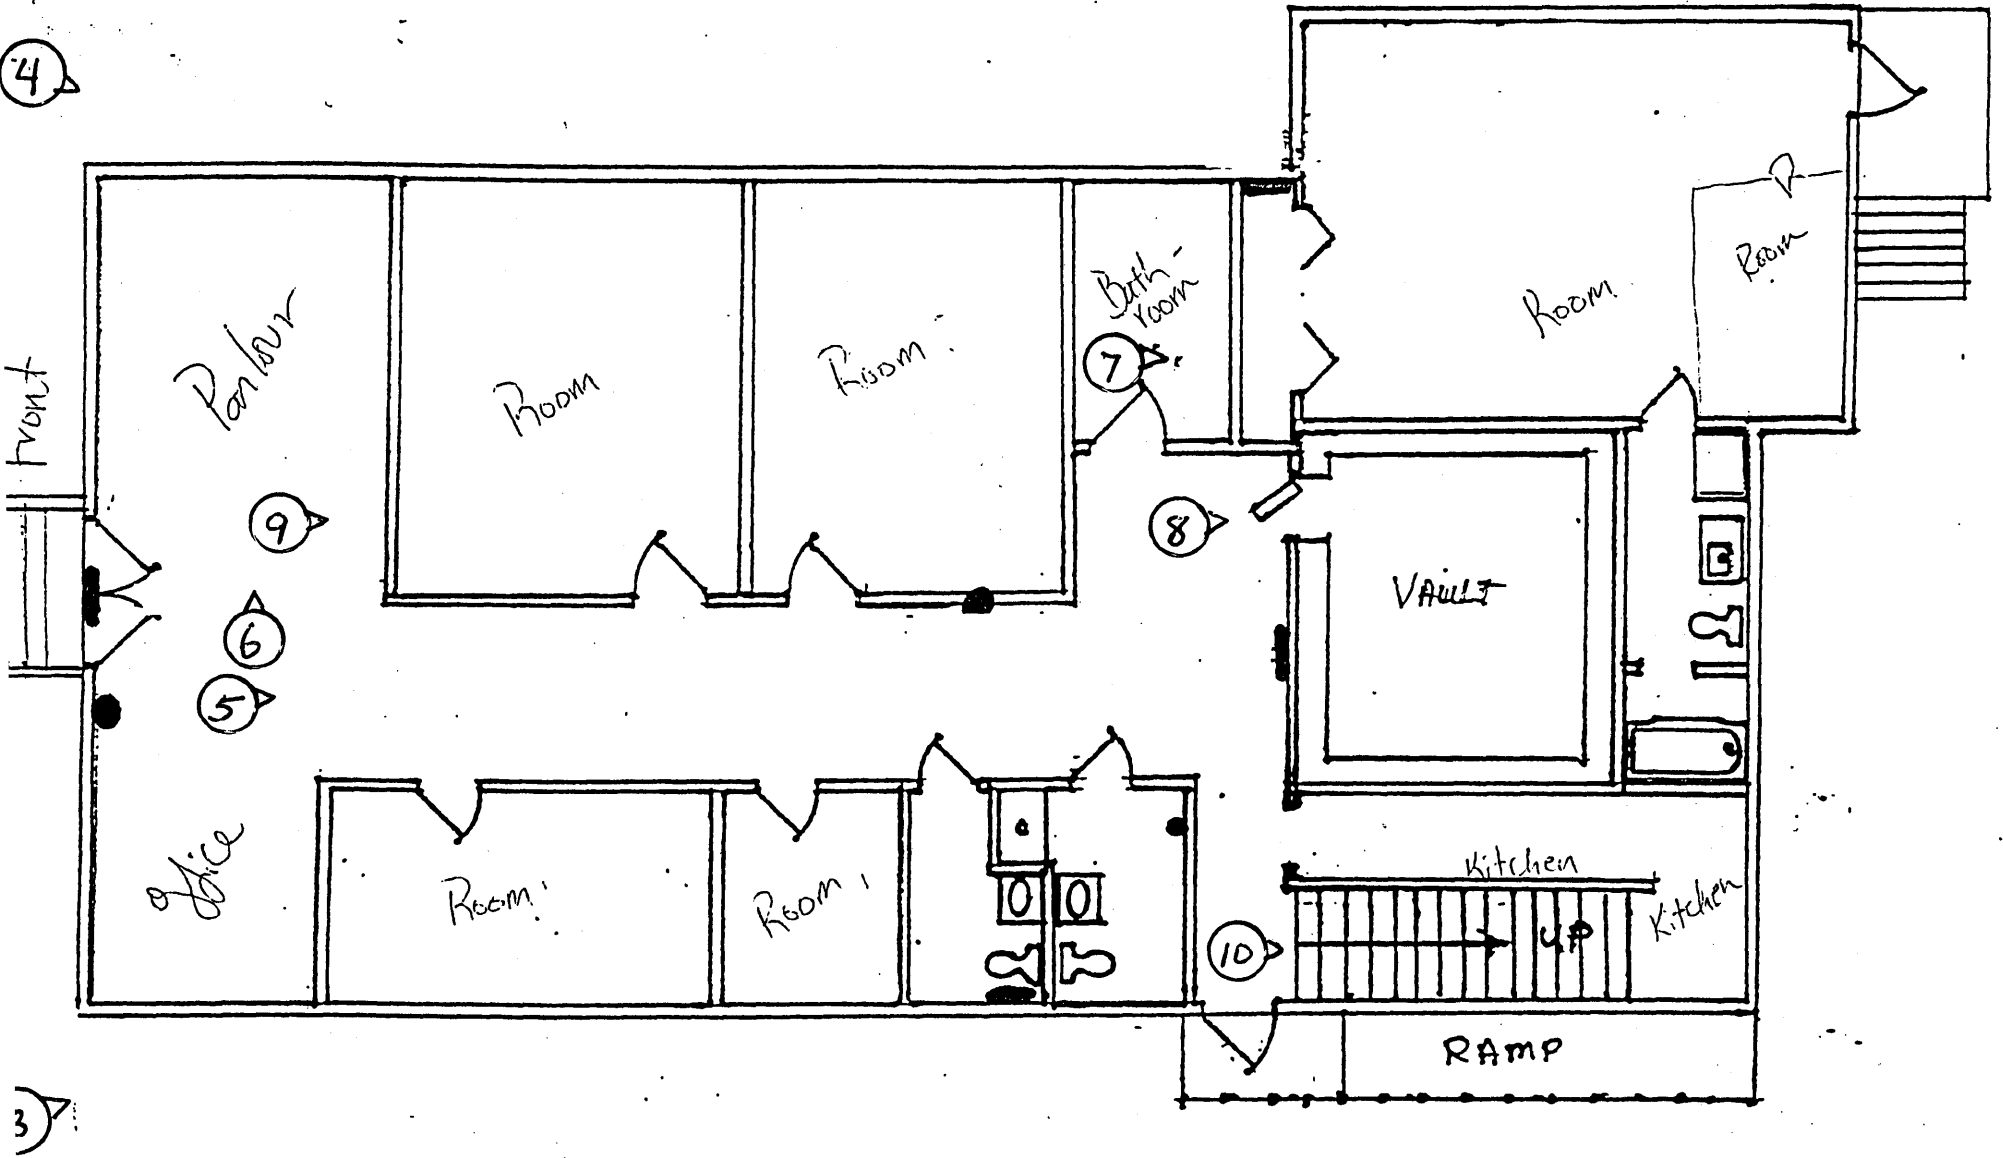 4
Room
Bath-
room
7
Room
Parlour
Room
Room
Front
9
8
VAULT
6
5
Office
Room
Room
Kitchen
Kitchen
10
UP
RAMP
3